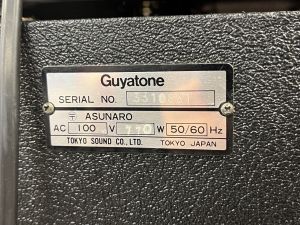 Guyatone
SERIAL NO.
〒 ASUNARO
AC 100 V W 50/60 Hz
TOKYO SOUND CO., LTD. TOKYO JAPAN